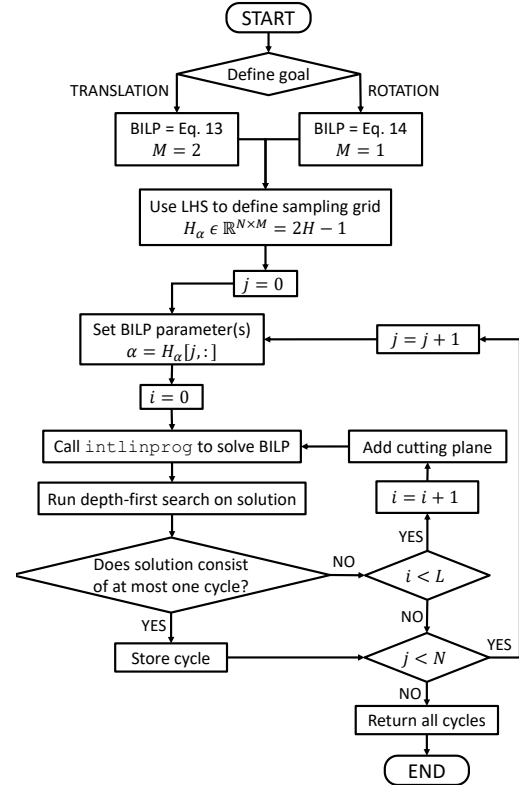 START
Define goal
TRANSLATION
ROTATION
BILP = Eq. 13
M = 2
BILP = Eq. 14
M = 1
Use LHS to define sampling grid
H_α ϵ ℝ^{N×M} = 2H − 1
j = 0
Set BILP parameter(s)
α = H_α[j, :]
j = j + 1
i = 0
Call intlinprog to solve BILP
Add cutting plane
Run depth-first search on solution
i = i + 1
YES
Does solution consist
of at most one cycle?
NO
i < L
YES
NO
Store cycle
j < N
YES
NO
Return all cycles
END